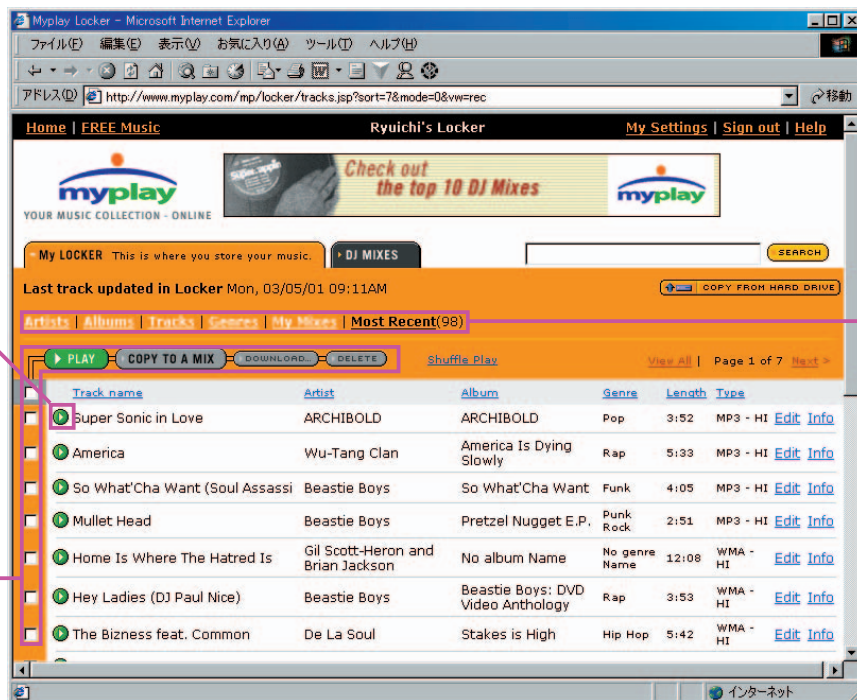 Myplay Locker - Microsoft Internet Explorer
ファイル(F) 編集(E) 表示(V) お気に入り(A) ツール(T) ヘルプ(H)
アドレス(D) http://www.myplay.com/mp/locker/tracks.jsp?sort=7&mode=0&vw=rec 移動
Home | FREE Music Ryuichi's Locker My Settings | Sign out | Help
myplay
YOUR MUSIC COLLECTION - ONLINE
Check out
the top 10 DJ Mixes
myplay
My LOCKER This is where you store your music. DJ MIXES SEARCH
Last track updated in Locker Mon, 03/05/01 09:11AM COPY FROM HARD DRIVE
Artists | Albums | Tracks | Genres | My Mixes | Most Recent(98)
PLAY COPY TO A MIX DOWNLOAD... DELETE Shuffle Play View All | Page 1 of 7 Next >
Track name Artist Album Genre Length Type
Super Sonic in Love ARCHIBOLD ARCHIBOLD Pop 3:52 MP3 - HI Edit Info
America Wu-Tang Clan America Is Dying Slowly Rap 5:33 MP3 - HI Edit Info
So What'Cha Want (Soul Assassi Beastie Boys So What'Cha Want Funk 4:05 MP3 - HI Edit Info
Mullet Head Beastie Boys Pretzel Nugget E.P. Punk Rock 2:51 MP3 - HI Edit Info
Home Is Where The Hatred Is Gil Scott-Heron and Brian Jackson No album Name No genre Name 12:08 WMA - HI Edit Info
Hey Ladies (DJ Paul Nice) Beastie Boys Beastie Boys: DVD Video Anthology Rap 3:53 WMA - HI Edit Info
The Bizness feat. Common De La Soul Stakes is High Hip Hop 5:42 WMA - HI Edit Info
インターネット